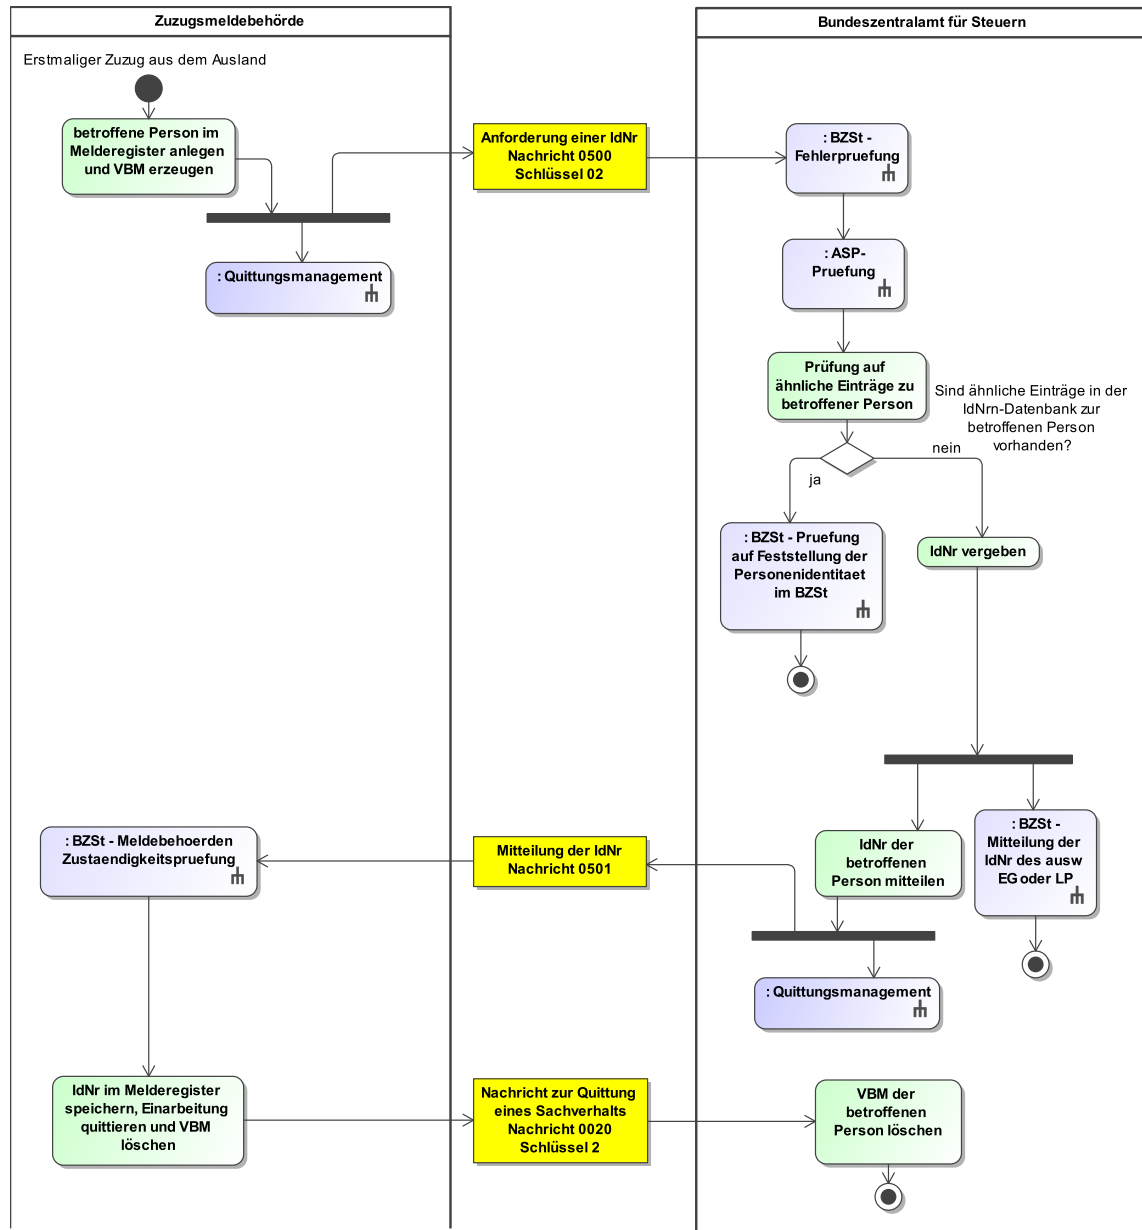 Zuzugsmeldebehörde
Bundeszentralamt für Steuern
Erstmaliger Zuzug aus dem Ausland
betroffene Person im
Melderegister anlegen
und VBM erzeugen
Anforderung einer IdNr
Nachricht 0500
Schlüssel 02
: BZSt -
Fehlerpruefung
: Quittungsmanagement
: ASP-
Pruefung
Prüfung auf
ähnliche Einträge zu
betroffener Person
Sind ähnliche Einträge in der
IdNrn-Datenbank zur
betroffenen Person
vorhanden?
nein
ja
: BZSt - Pruefung
auf Feststellung der
Personenidentitaet
im BZSt
IdNr vergeben
: BZSt - Meldebehoerden
Zustaendigkeitspruefung
Mitteilung der IdNr
Nachricht 0501
IdNr der
betroffenen
Person mitteilen
: BZSt -
Mitteilung der
IdNr des ausw
EG oder LP
: Quittungsmanagement
IdNr im Melderegister
speichern, Einarbeitung
quittieren und VBM
löschen
Nachricht zur Quittung
eines Sachverhalts
Nachricht 0020
Schlüssel 2
VBM der
betroffenen
Person löschen